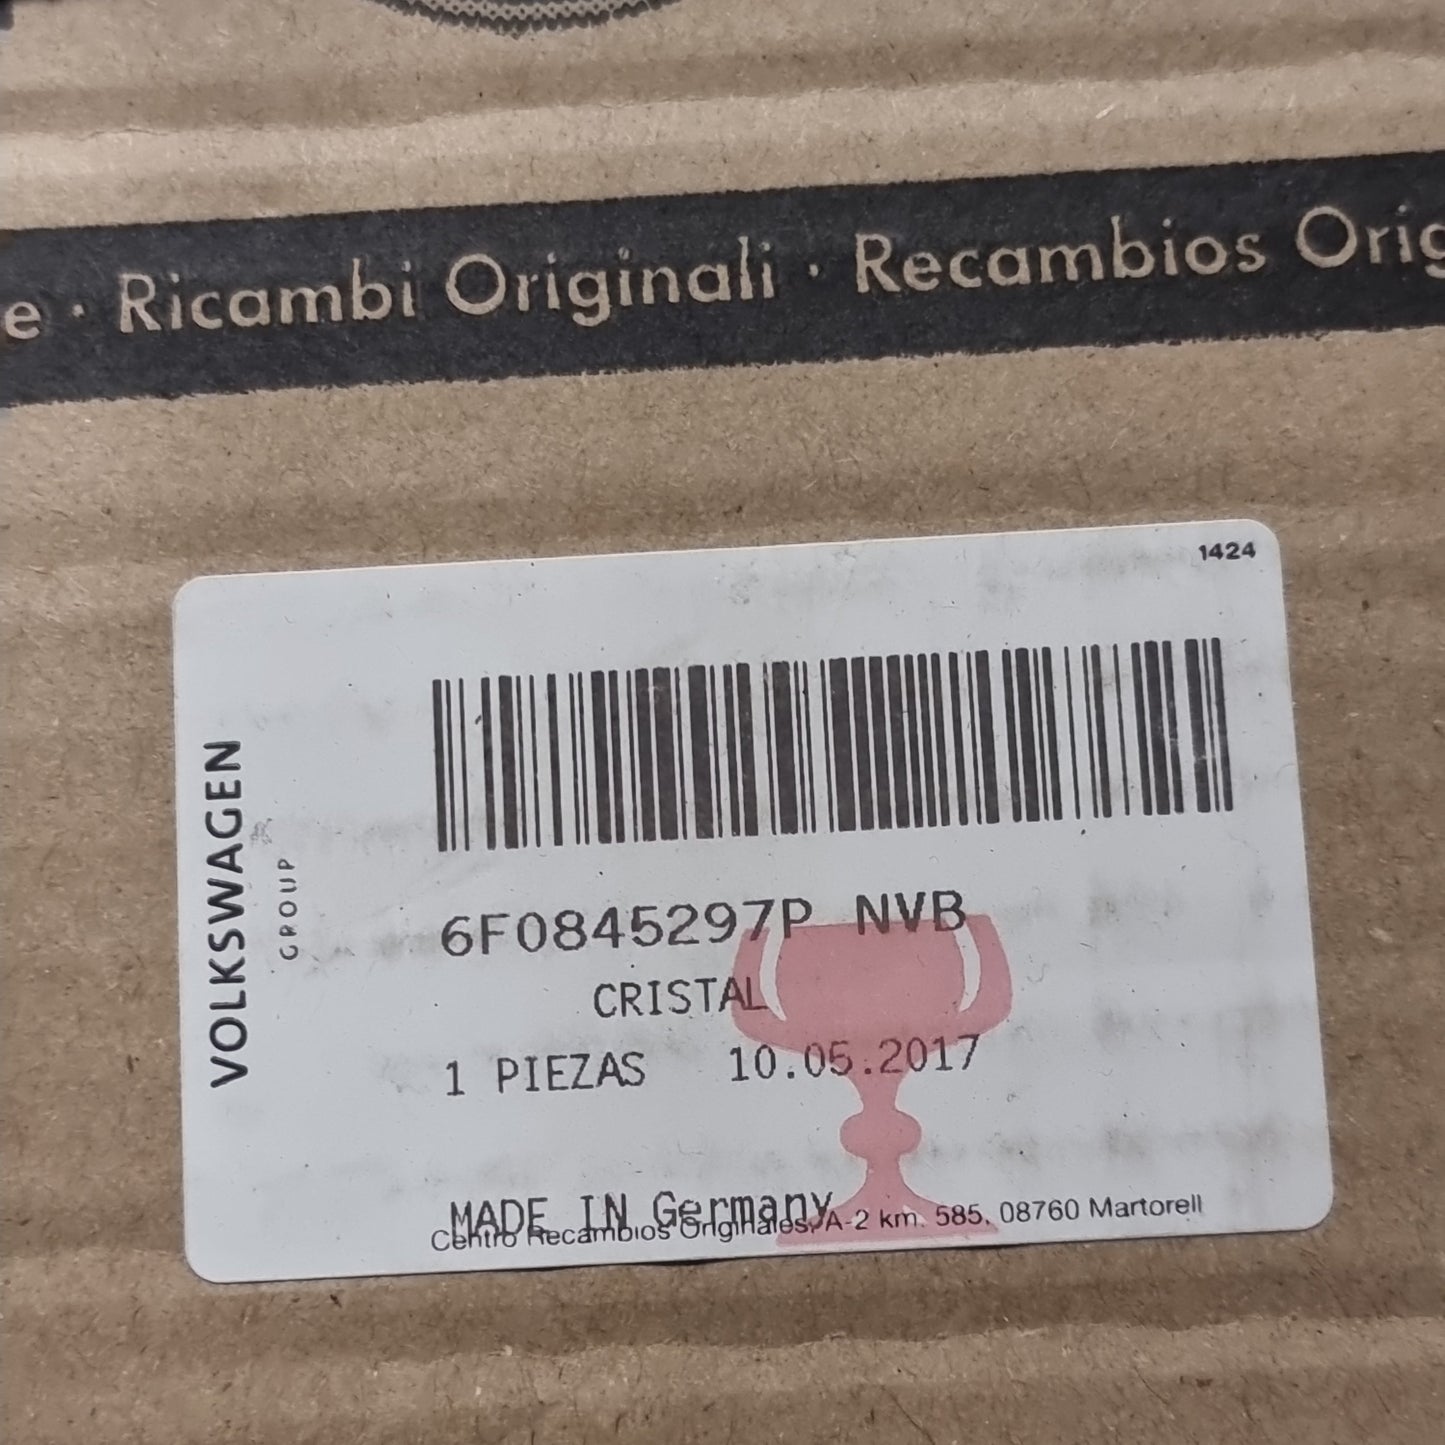 e · Ricambi Originali · Recambios Orig
1424
VOLKSWAGEN
GROUP
6F0845297P NVB
CRISTAL
1 PIEZAS 10.05.2017
MADE IN Germany
Centro Recambios Originales, A-2 km. 585, 08760 Martorell